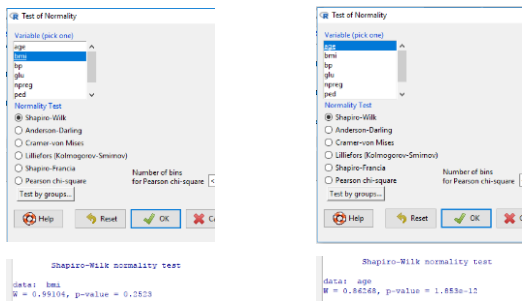 Test of Normality
Variable (pick one)
age
bmi
bp
glu
npreg
ped
Normality Test
Shapiro-Wilk
Anderson-Darling
Cramer-von Mises
Lilliefors (Kolmogorov-Smirnov)
Shapiro-Francia
Pearson chi-square
Number of bins
for Pearson chi-square
Test by groups...
Help
Reset
OK
Shapiro-Wilk normality test
data: bmi
W = 0.99104, p-value = 0.2523
Test of Normality
Variable (pick one)
age
bmi
bp
glu
npreg
ped
Normality Test
Shapiro-Wilk
Anderson-Darling
Cramer-von Mises
Lilliefors (Kolmogorov-Smirnov)
Shapiro-Francia
Pearson chi-square
Number of bins
for Pearson chi-square
Test by groups...
Help
Reset
OK
Shapiro-Wilk normality test
data: age
W = 0.86268, p-value = 1.853e-12